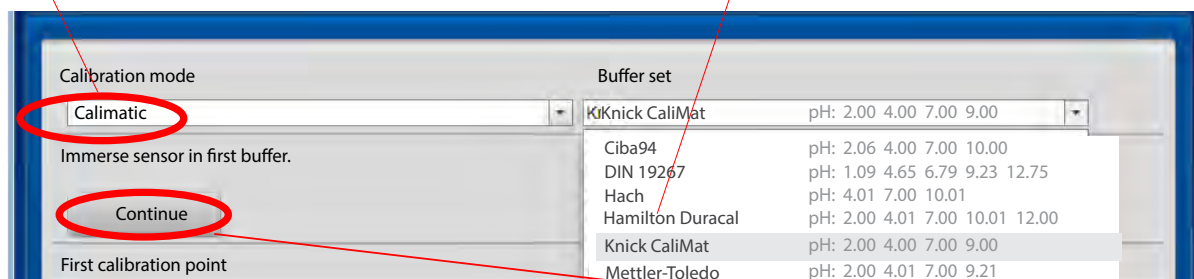 Calibration mode
Buffer set
Calimatic
Knick CaliMat pH: 2.00 4.00 7.00 9.00
Immerse sensor in first buffer.
Continue
First calibration point
Ciba94 pH: 2.06 4.00 7.00 10.00
DIN 19267 pH: 1.09 4.65 6.79 9.23 12.75
Hach pH: 4.01 7.00 10.01
Hamilton Duracal pH: 2.00 4.01 7.00 10.01 12.00
Knick CaliMat pH: 2.00 4.00 7.00 9.00
Mettler-Toledo pH: 2.00 4.01 7.00 9.21